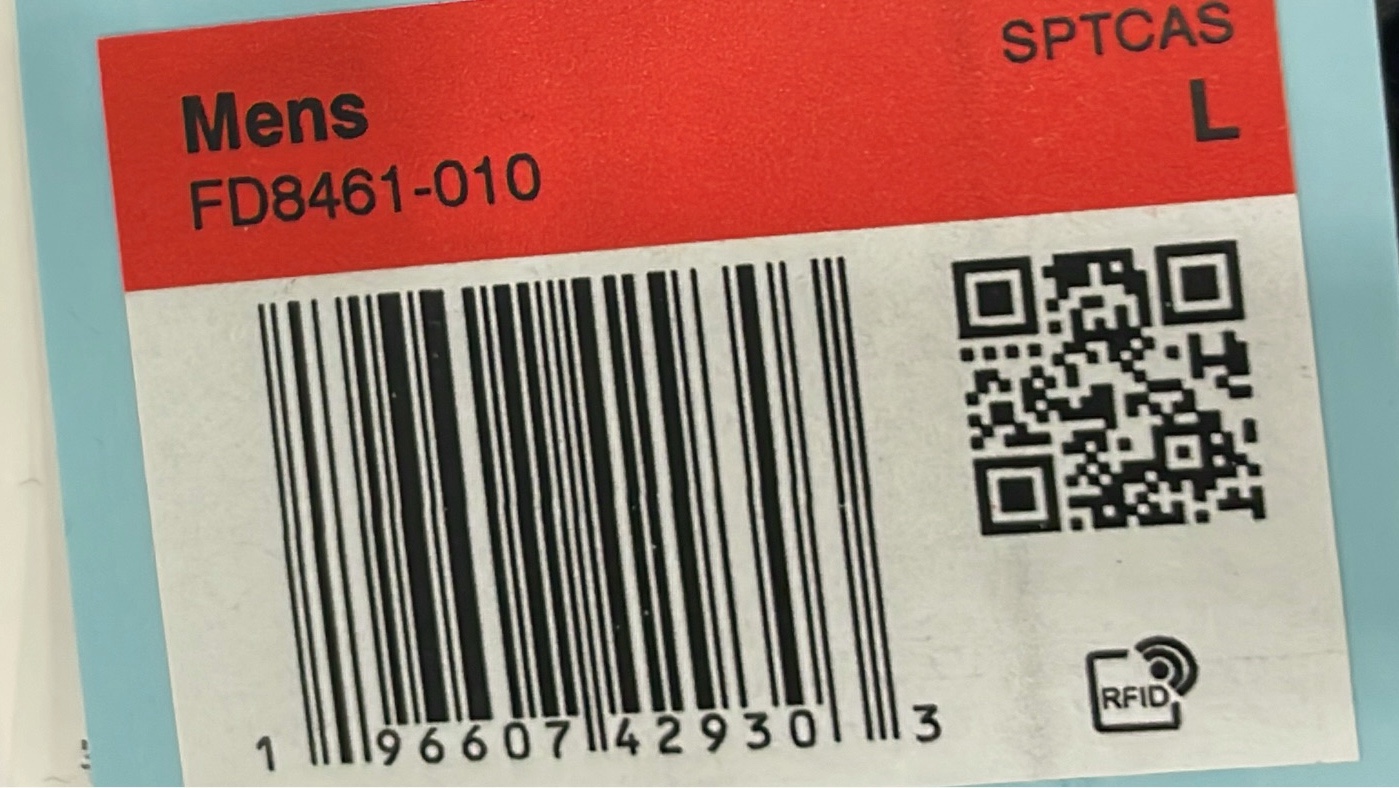 SPTCAS
Mens
L
FD8461-010
1 96607 42930 3
RFID